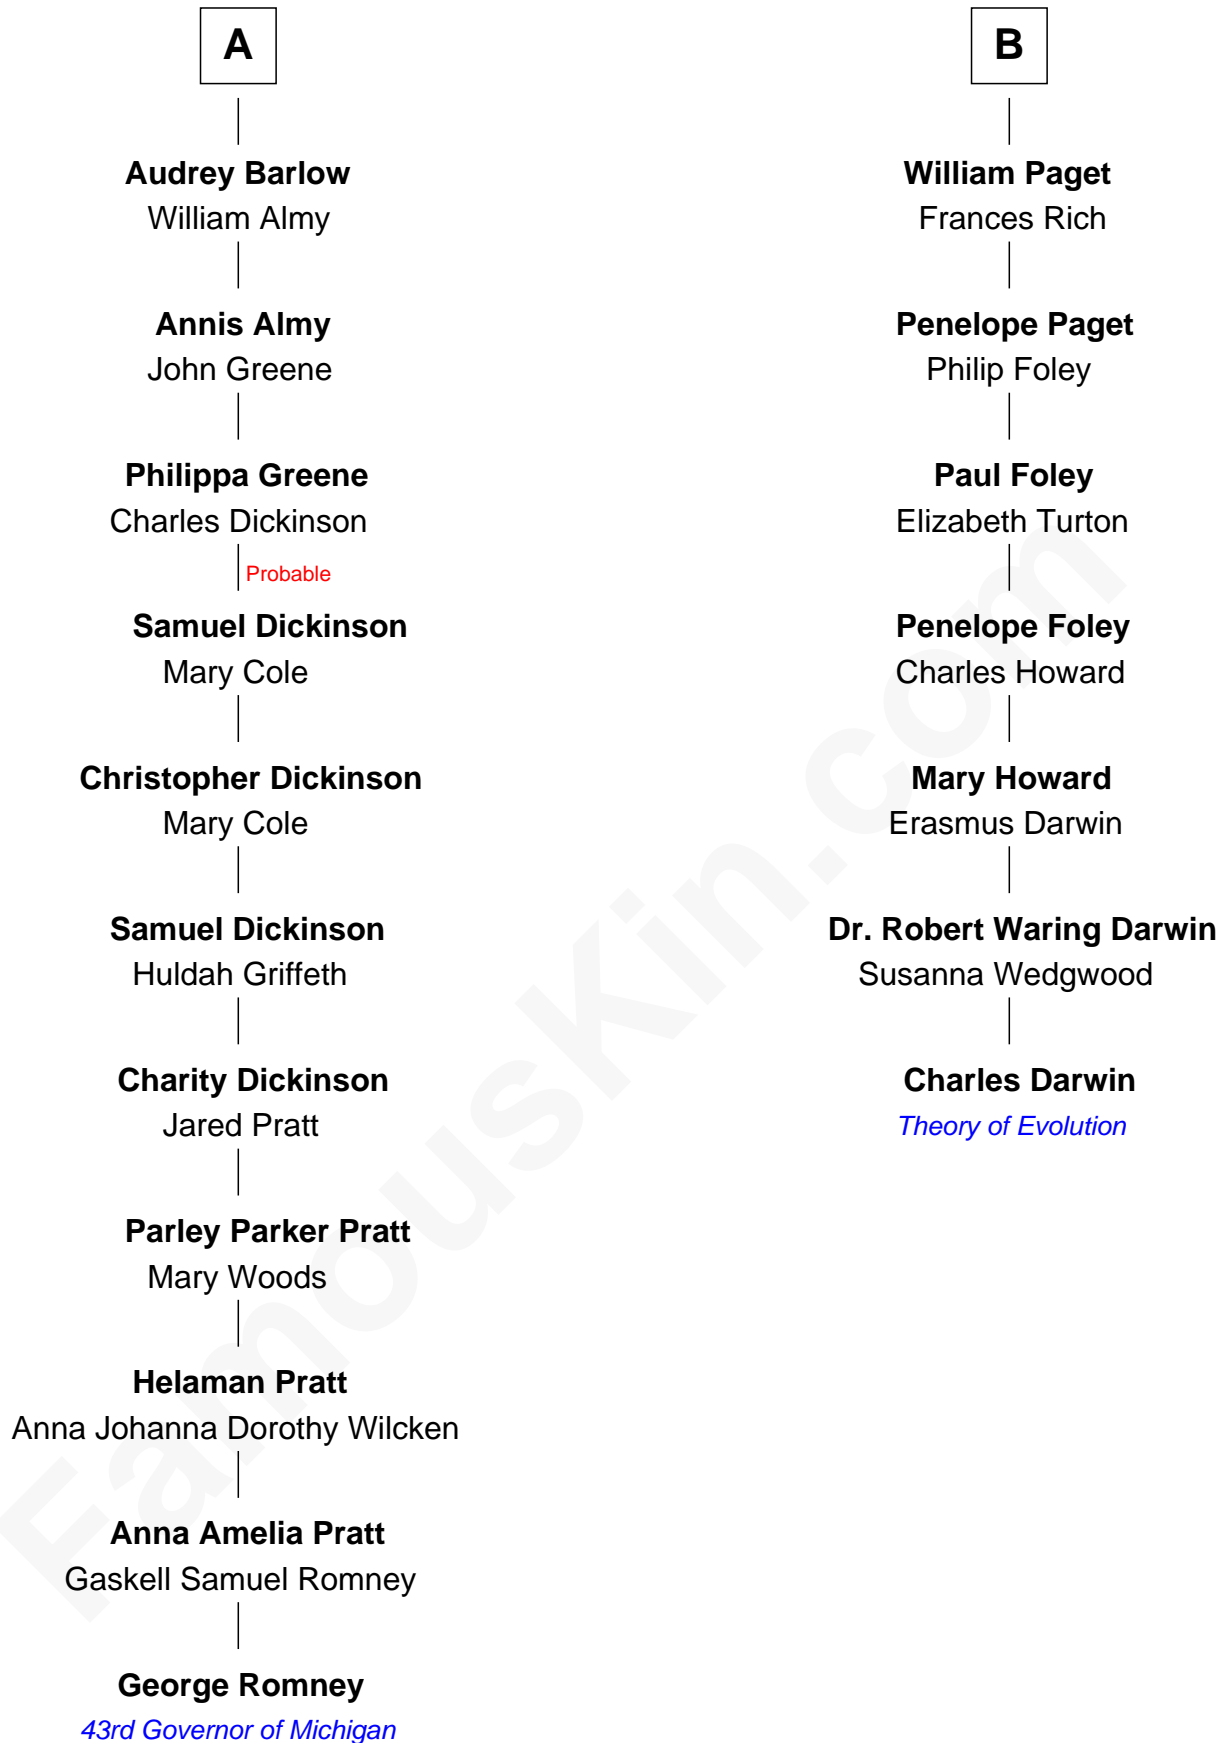 A
Audrey Barlow
William Almy
Annis Almy
John Greene
Philippa Greene
Charles Dickinson
Probable
Samuel Dickinson
Mary Cole
Christopher Dickinson
Mary Cole
Samuel Dickinson
Huldah Griffeth
Charity Dickinson
Jared Pratt
Parley Parker Pratt
Mary Woods
Helaman Pratt
Anna Johanna Dorothy Wilcken
Anna Amelia Pratt
Gaskell Samuel Romney
George Romney
43rd Governor of Michigan
B
William Paget
Frances Rich
Penelope Paget
Philip Foley
Paul Foley
Elizabeth Turton
Penelope Foley
Charles Howard
Mary Howard
Erasmus Darwin
Dr. Robert Waring Darwin
Susanna Wedgwood
Charles Darwin
Theory of Evolution
FamousKin.com